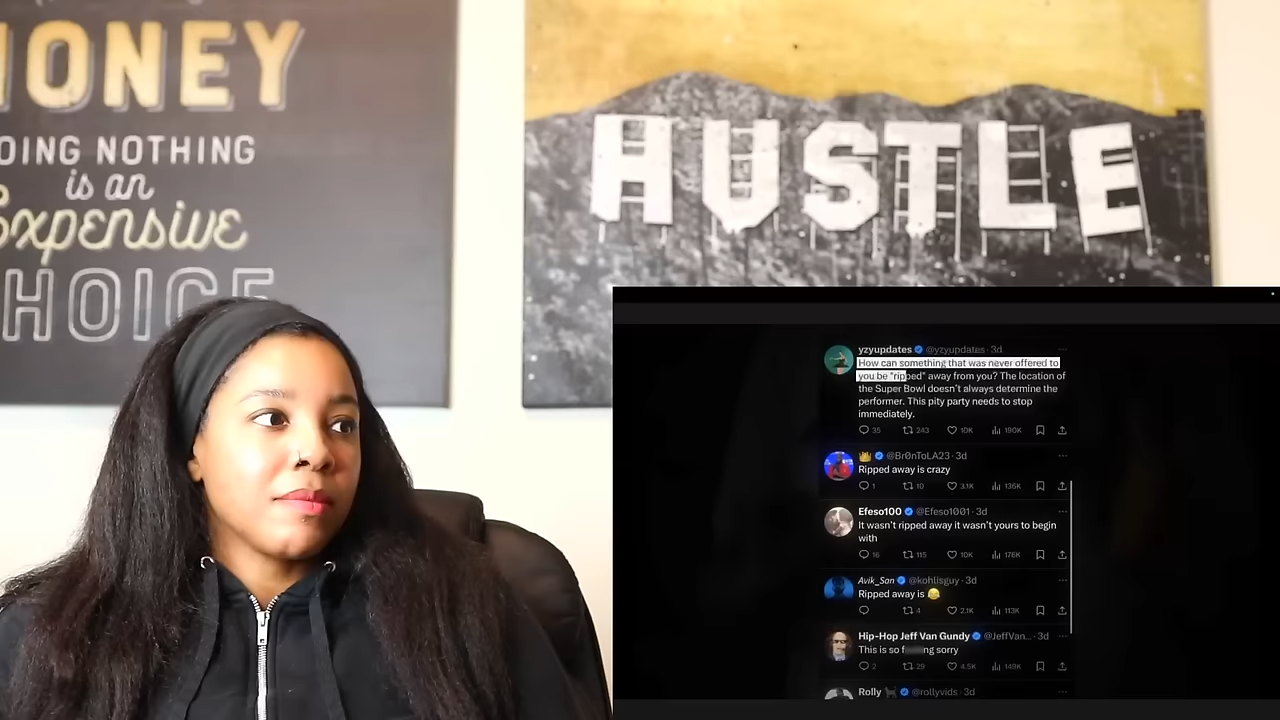 MONEY
DOING NOTHING
is an
Expensive
CHOICE
HUSTLE
yzyupdates @yzyupdates · 3d
How can something that was never offered to
you be "ripped" away from you? The location of
the Super Bowl doesn't always determine the
performer. This pity party needs to stop
immediately.
35 243 10K 190K
@Br0nToLA23 · 3d
Ripped away is crazy
1 10 3.1K 136K
Efeso100 @Efeso1001 · 3d
It wasn't ripped away it wasn't yours to begin
with
16 115 10K 176K
Avik_San @kohlisguy · 3d
Ripped away is 😂
4 2.1K 113K
Hip-Hop Jeff Van Gundy @JeffVan... · 3d
This is so f ng sorry
2 29 4.5K 149K
Rolly @rollyvids · 3d